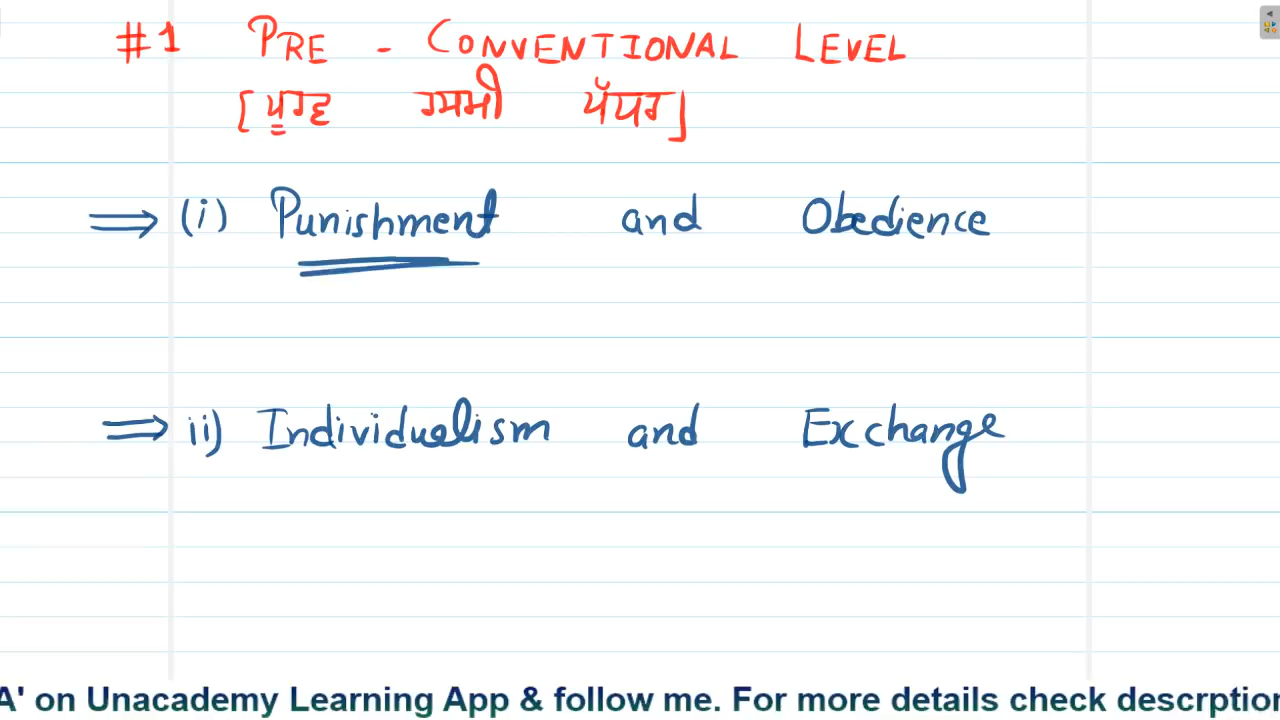 #1 PRE - CONVENTIONAL LEVEL
[ਪੂਰਵ ਰਸਮੀ ਪੱਧਰ]
⇒ (i) Punishment and Obedience
⇒ ii) Individualism and Exchange
A' on Unacademy Learning App & follow me. For more details check descrption